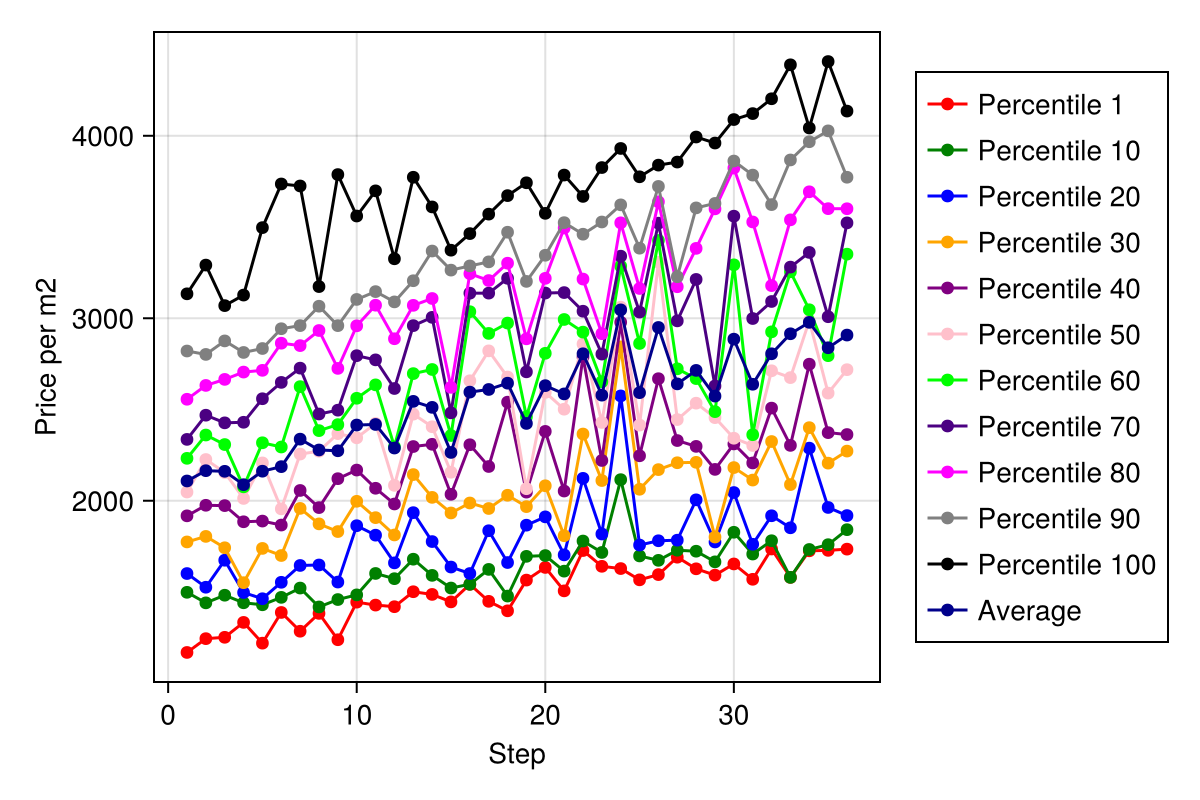 4000
3000
2000
Price per m2
0
10
20
30
Step
Percentile 1
Percentile 10
Percentile 20
Percentile 30
Percentile 40
Percentile 50
Percentile 60
Percentile 70
Percentile 80
Percentile 90
Percentile 100
Average